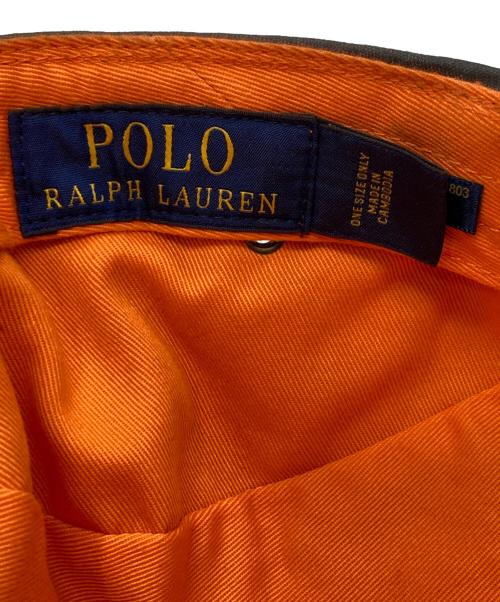 POLO
RALPH LAUREN
ONE SIZE ONLY
MADE IN
CAMBODIA
803